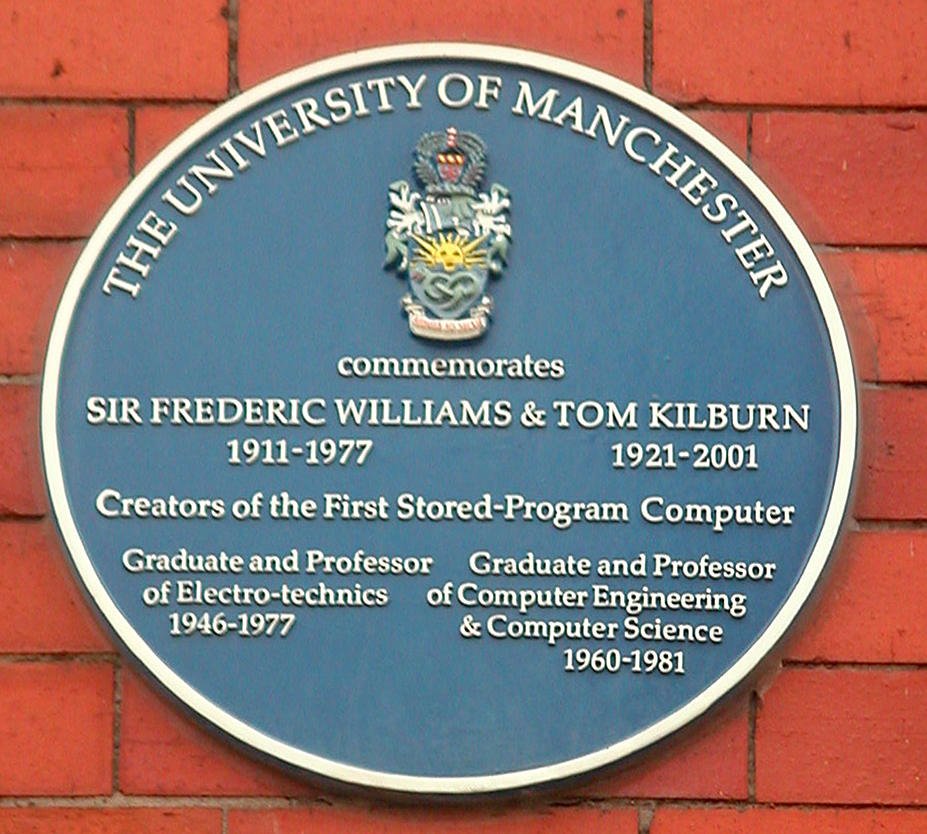 THE UNIVERSITY OF MANCHESTER
commemorates
SIR FREDERIC WILLIAMS & TOM KILBURN
1911-1977 1921-2001
Creators of the First Stored-Program Computer
Graduate and Professor Graduate and Professor
of Electro-technics of Computer Engineering
1946-1977 & Computer Science
1960-1981